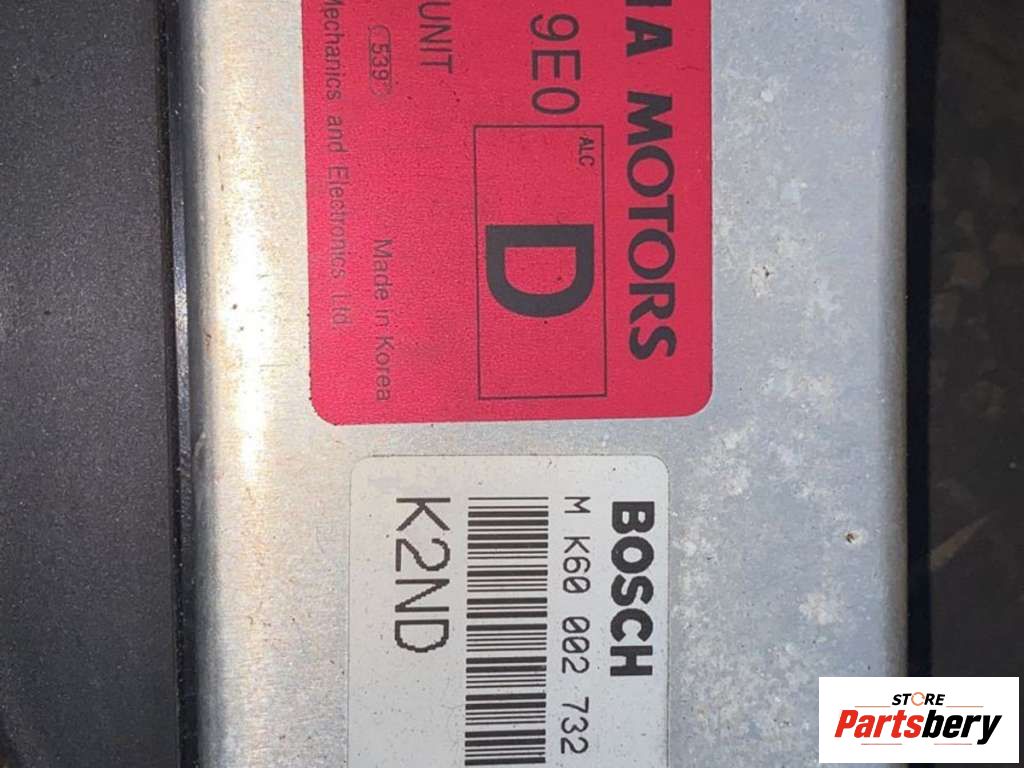 IA MOTORS
9E0
ALC
D
UNIT
539
Made in Korea
Mechanics and Electronics Ltd
BOSCH
M K60 002 732
K2ND
STORE
Partsbery